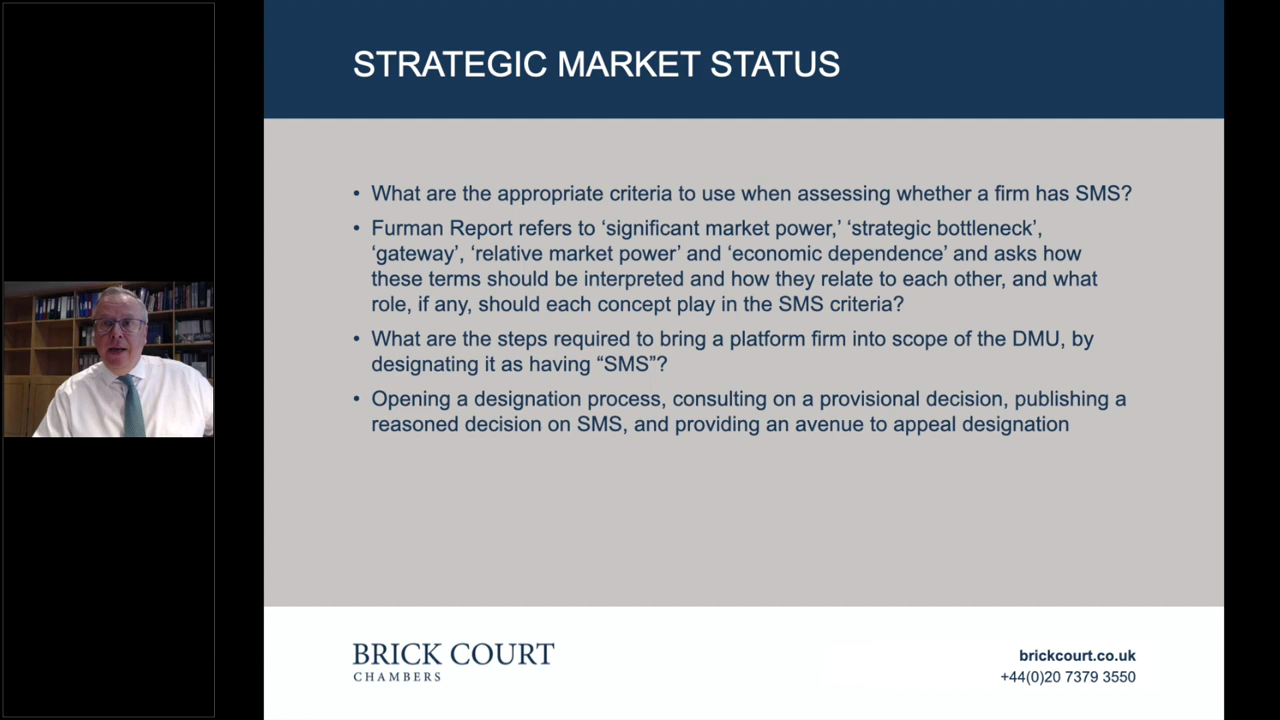 STRATEGIC MARKET STATUS
• What are the appropriate criteria to use when assessing whether a firm has SMS?
• Furman Report refers to ‘significant market power,’ ‘strategic bottleneck’,
‘gateway’, ‘relative market power’ and ‘economic dependence’ and asks how
these terms should be interpreted and how they relate to each other, and what
role, if any, should each concept play in the SMS criteria?
• What are the steps required to bring a platform firm into scope of the DMU, by
designating it as having “SMS”?
• Opening a designation process, consulting on a provisional decision, publishing a
reasoned decision on SMS, and providing an avenue to appeal designation
BRICK COURT
CHAMBERS
brickcourt.co.uk
+44(0)20 7379 3550